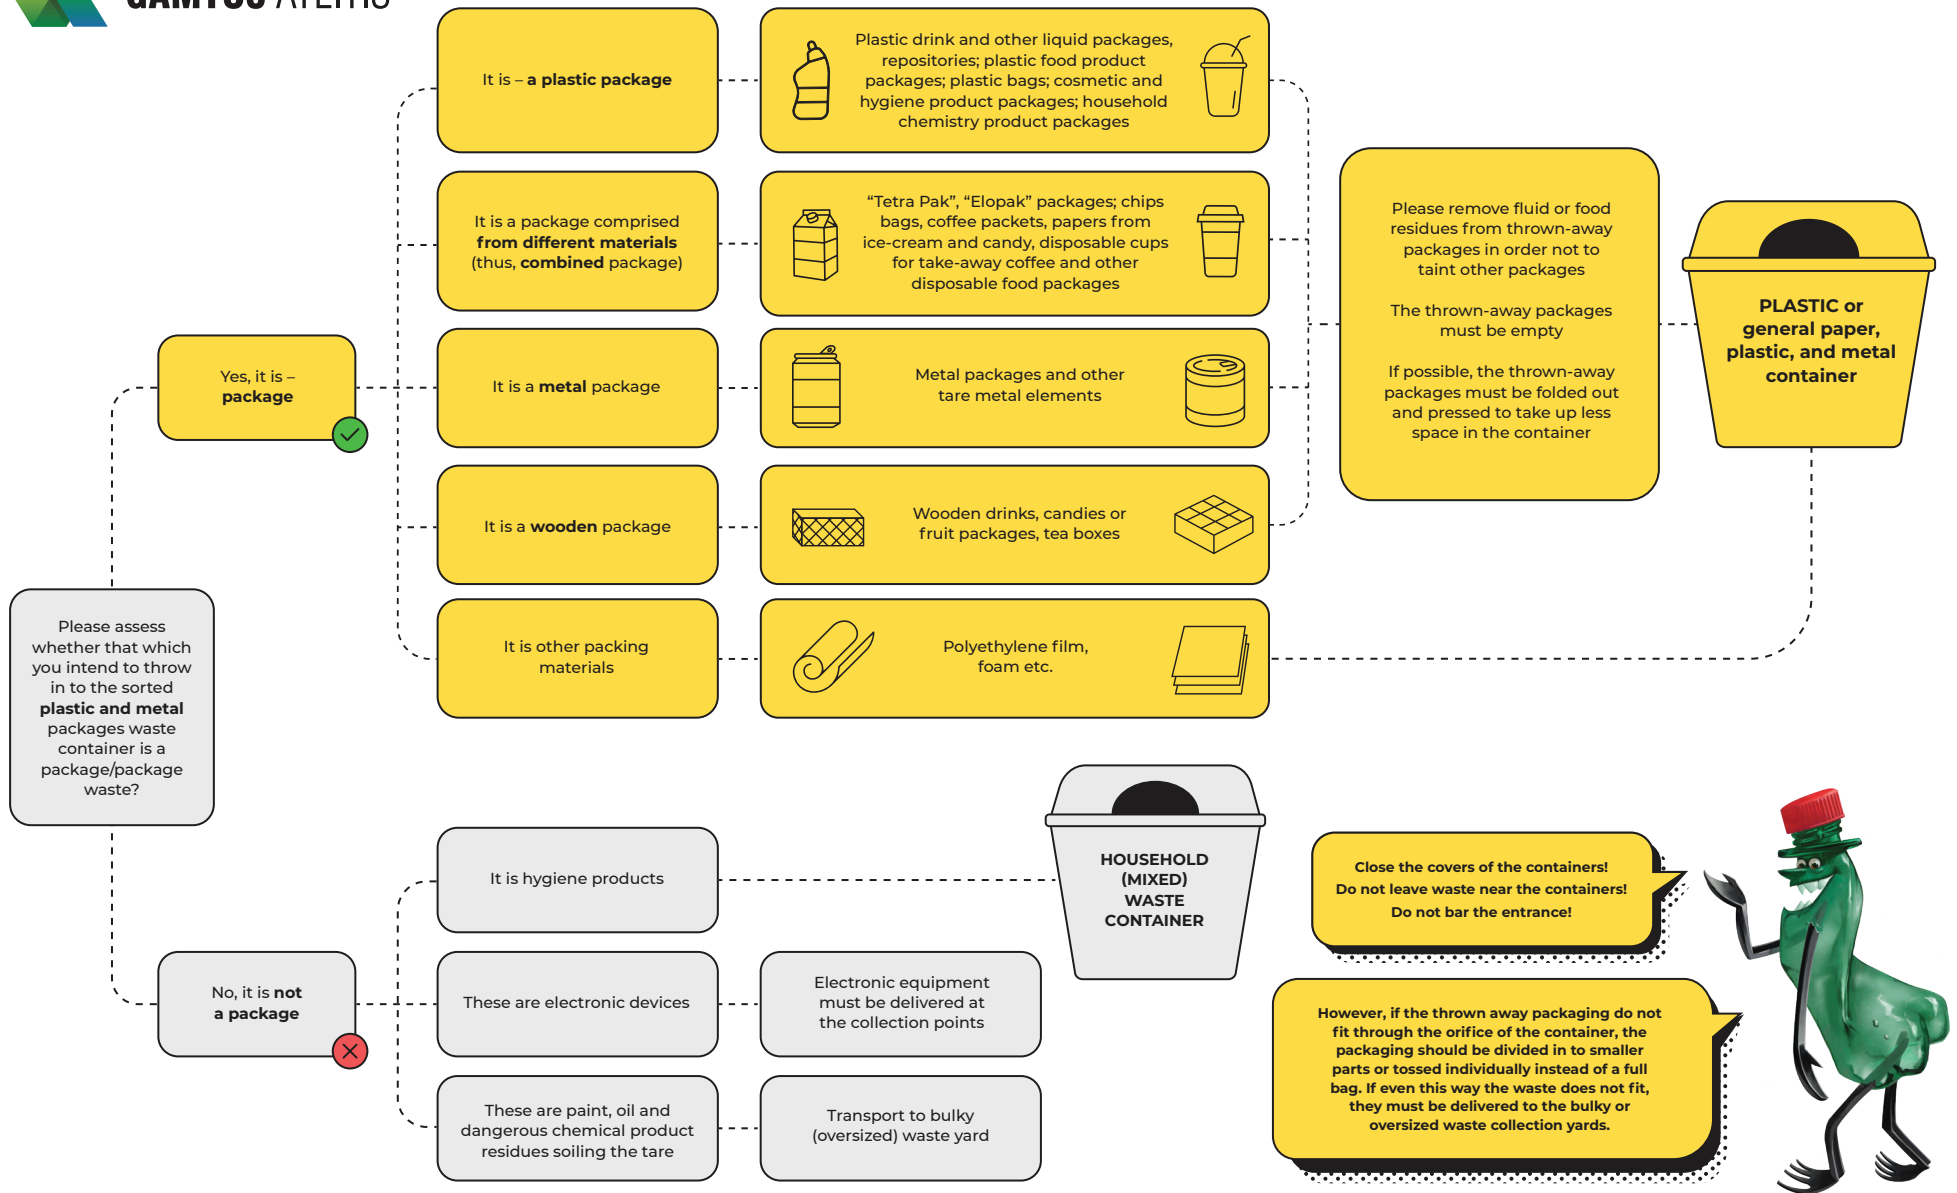 GAMTOS ATEITIS
It is – a plastic package
Plastic drink and other liquid packages,
repositories; plastic food product
packages; plastic bags; cosmetic and
hygiene product packages; household
chemistry product packages
It is a package comprised
from different materials
(thus, combined package)
“Tetra Pak”, “Elopak” packages; chips
bags, coffee packets, papers from
ice-cream and candy, disposable cups
for take-away coffee and other
disposable food packages
Please remove fluid or food
residues from thrown-away
packages in order not to
taint other packages
The thrown-away packages
must be empty
If possible, the thrown-away
packages must be folded out
and pressed to take up less
space in the container
PLASTIC or
general paper,
plastic, and metal
container
Yes, it is –
package
It is a metal package
Metal packages and other
tare metal elements
It is a wooden package
Wooden drinks, candies or
fruit packages, tea boxes
Please assess
whether that which
you intend to throw
in to the sorted
plastic and metal
packages waste
container is a
package/package
waste?
It is other packing
materials
Polyethylene film,
foam etc.
It is hygiene products
HOUSEHOLD
(MIXED)
WASTE
CONTAINER
Close the covers of the containers!
Do not leave waste near the containers!
Do not bar the entrance!
No, it is not
a package
These are electronic devices
Electronic equipment
must be delivered at
the collection points
However, if the thrown away packaging do not
fit through the orifice of the container, the
packaging should be divided in to smaller
parts or tossed individually instead of a full
bag. If even this way the waste does not fit,
they must be delivered to the bulky or
oversized waste collection yards.
These are paint, oil and
dangerous chemical product
residues soiling the tare
Transport to bulky
(oversized) waste yard